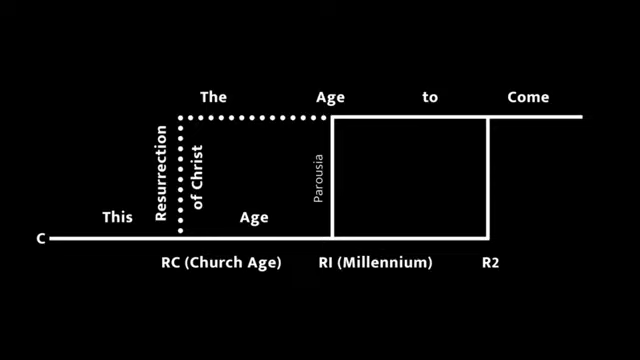 The Age to Come
Resurrection
of Christ
Parousia
This Age
C
RC (Church Age) RI (Millennium) R2